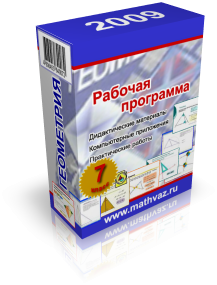 2009
ГЕОМЕТРИЯ
Рабочая
программа
Дидактические материалы
Компьютерные приложения
Практические работы
7
www.mathvaz.ru